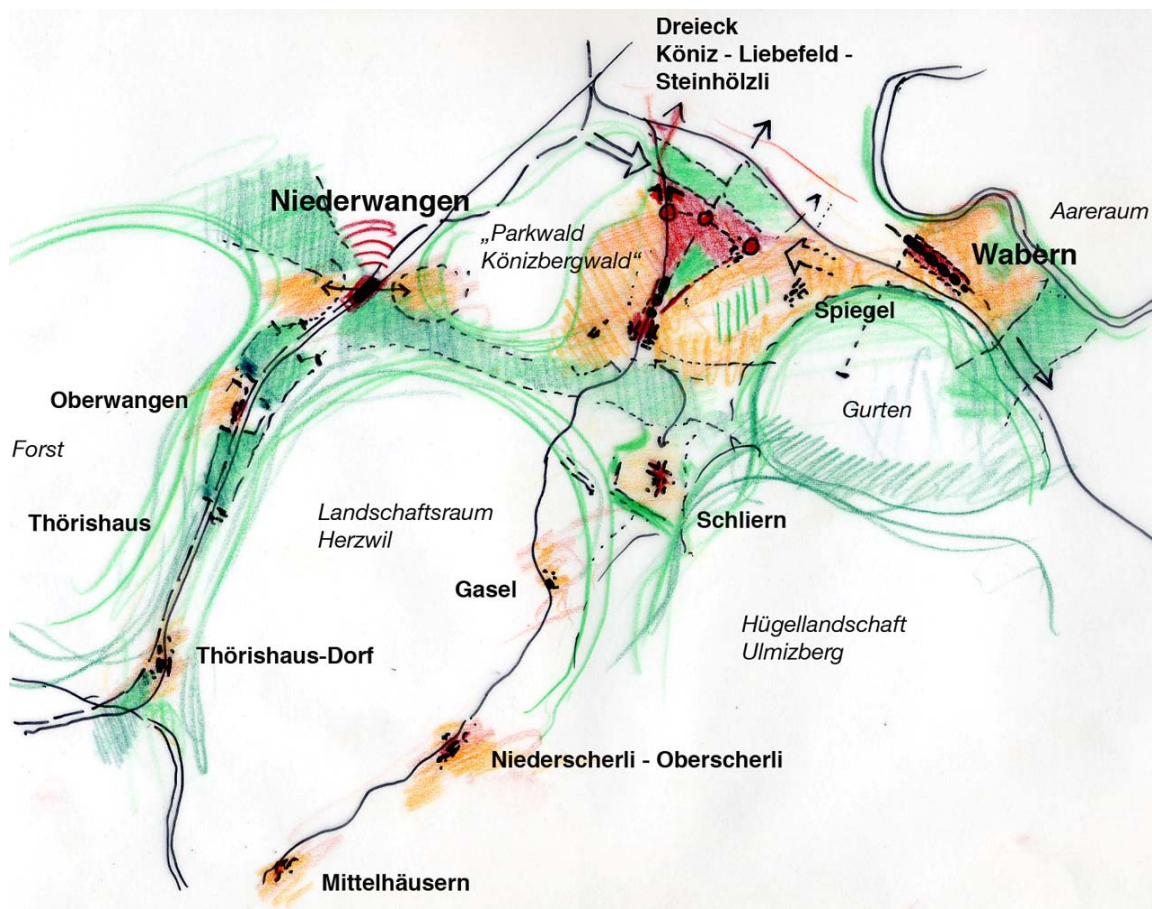 Dreieck
Köniz - Liebefeld -
Steinhölzli
Niederwangen
„Parkwald
Könizbergwald“
Aareraum
Wabern
Spiegel
Oberwangen
Gurten
Forst
Thörishaus
Landschaftsraum
Herzwil
Schliern
Gasel
Hügellandschaft
Ulmizberg
Thörishaus-Dorf
Niederscherli - Oberscherli
Mittelhäusern